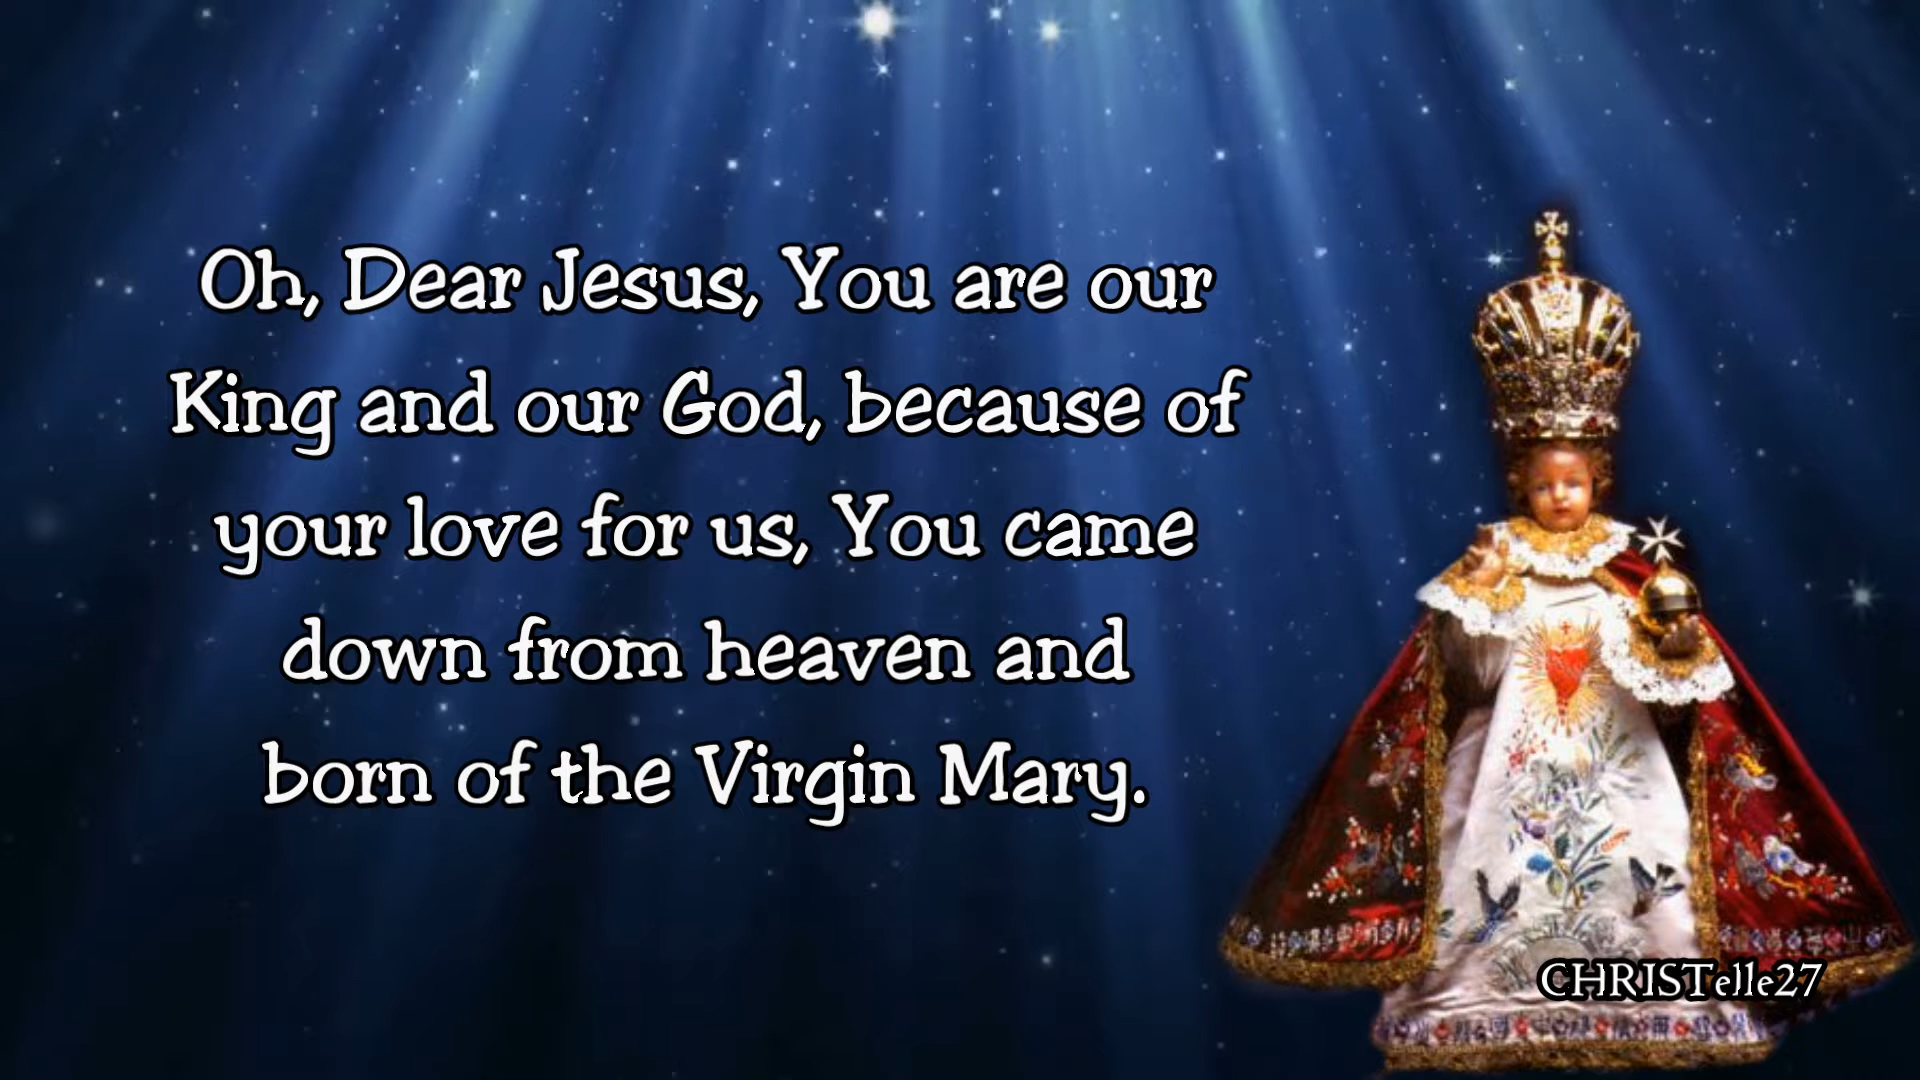 Oh, Dear Jesus, You are our
King and our God, because of
your love for us, You came
down from heaven and
born of the Virgin Mary.
CHRISTelle27